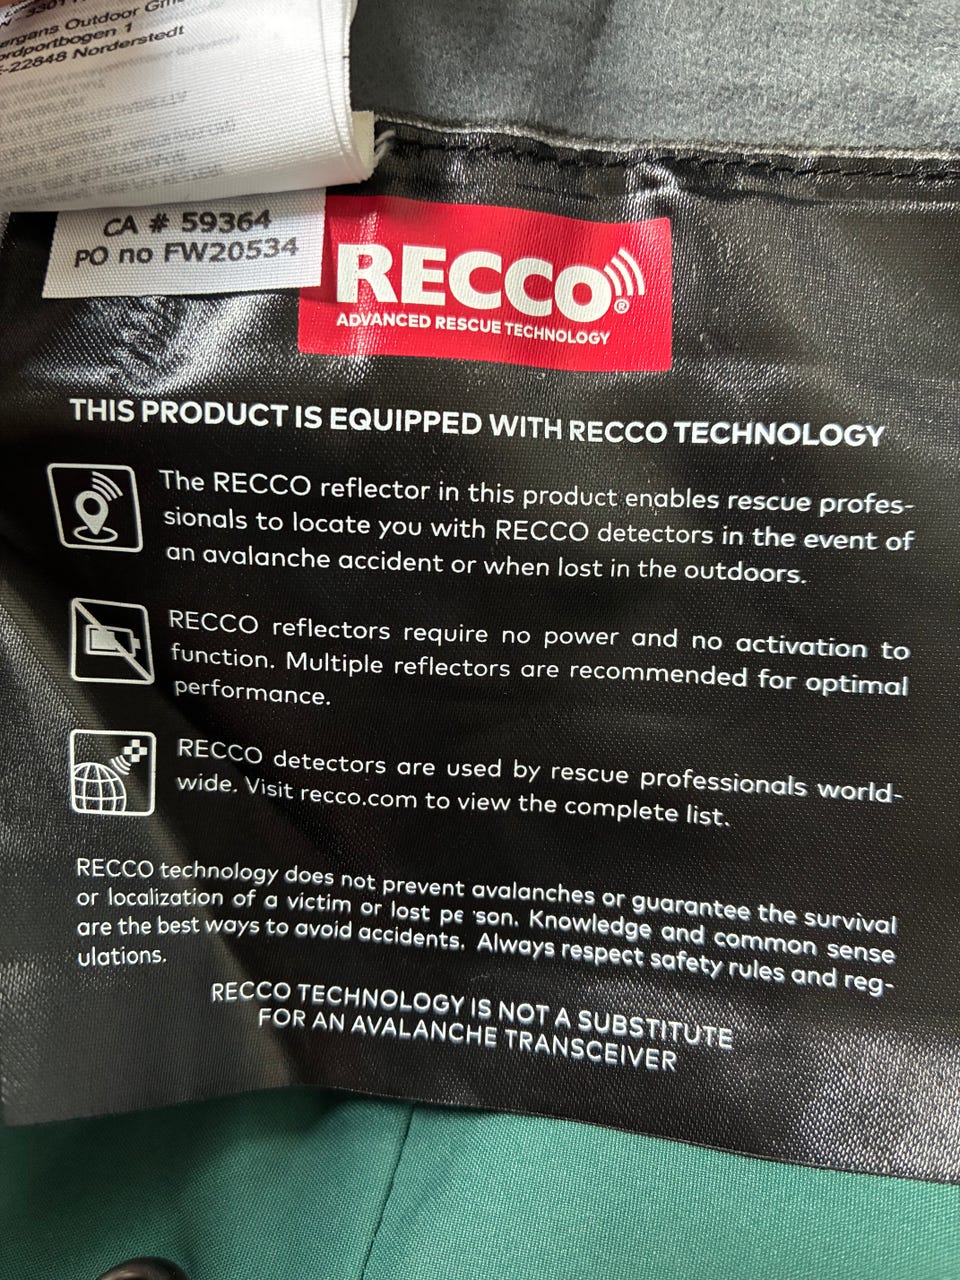 Outdoor
22848 Norderstedt
CA # 59364
PO no FW20534
RECCO®
ADVANCED RESCUE TECHNOLOGY
THIS PRODUCT IS EQUIPPED WITH RECCO TECHNOLOGY
The RECCO reflector in this product enables rescue profes-
sionals to locate you with RECCO detectors in the event of
an avalanche accident or when lost in the outdoors.
RECCO reflectors require no power and no activation to
function. Multiple reflectors are recommended for optimal
performance.
RECCO detectors are used by rescue professionals world-
wide. Visit recco.com to view the complete list.
RECCO technology does not prevent avalanches or guarantee the survival
or localization of a victim or lost pe son. Knowledge and common sense
are the best ways to avoid accidents. Always respect safety rules and reg-
ulations.
RECCO TECHNOLOGY IS NOT A SUBSTITUTE
FOR AN AVALANCHE TRANSCEIVER